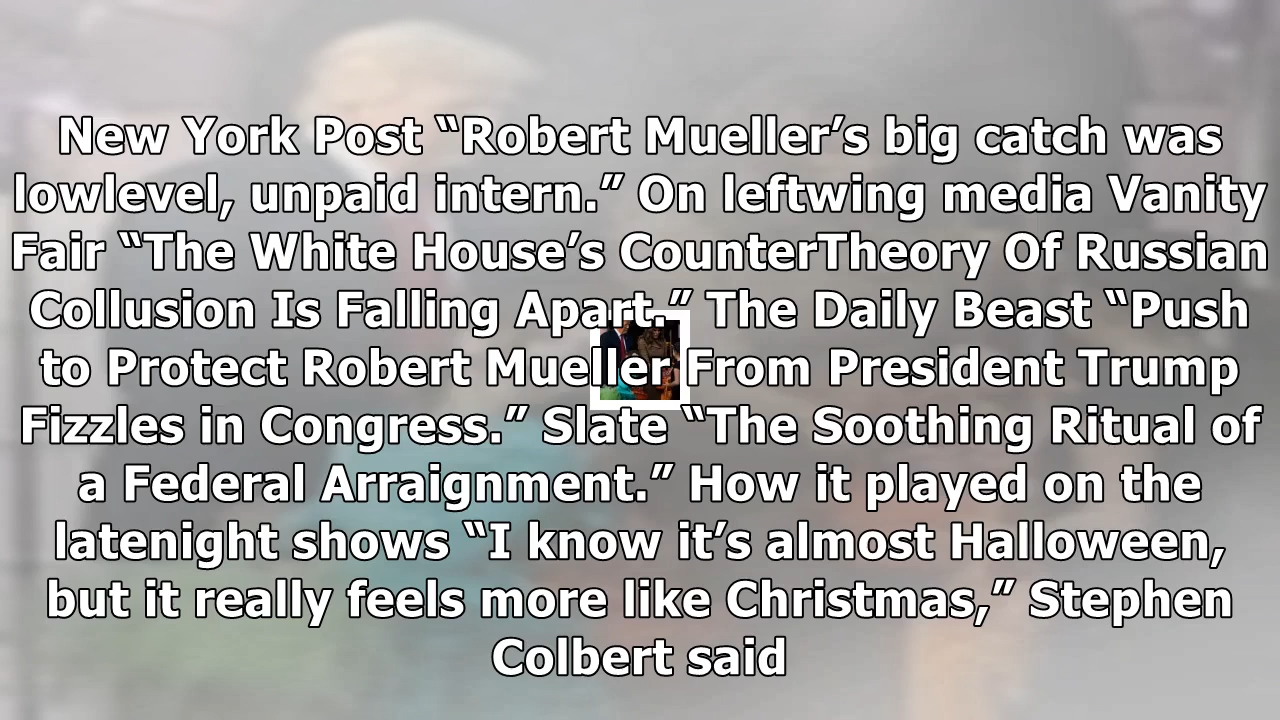 New York Post “Robert Mueller’s big catch was
lowlevel, unpaid intern.” On leftwing media Vanity
Fair “The White House’s CounterTheory Of Russian
Collusion Is Falling Apart.” The Daily Beast “Push
to Protect Robert Mueller From President Trump
Fizzles in Congress.” Slate “The Soothing Ritual of
a Federal Arraignment.” How it played on the
latenight shows “I know it’s almost Halloween,
but it really feels more like Christmas,” Stephen
Colbert said